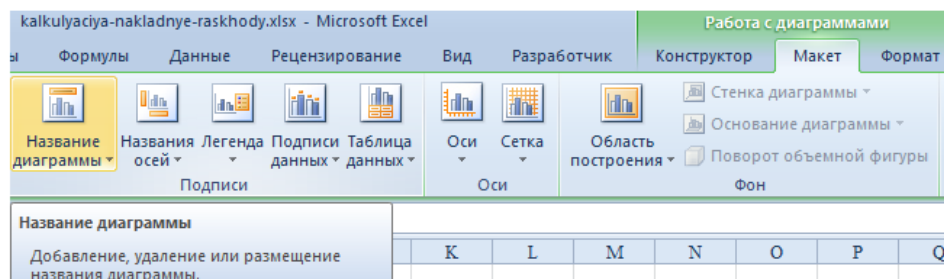 kalkulyaciya-nakladnye-raskhody.xlsx - Microsoft Excel
Работа с диаграммами
ы Формулы Данные Рецензирование Вид Разработчик Конструктор Макет Формат
Название диаграммы
Названия осей
Легенда
Подписи данных
Таблица данных
Подписи
Оси
Сетка
Оси
Область построения
Стенка диаграммы
Основание диаграммы
Поворот объемной фигуры
Фон
Название диаграммы
Добавление, удаление или размещение
названия диаграммы.
K L M N O P Q